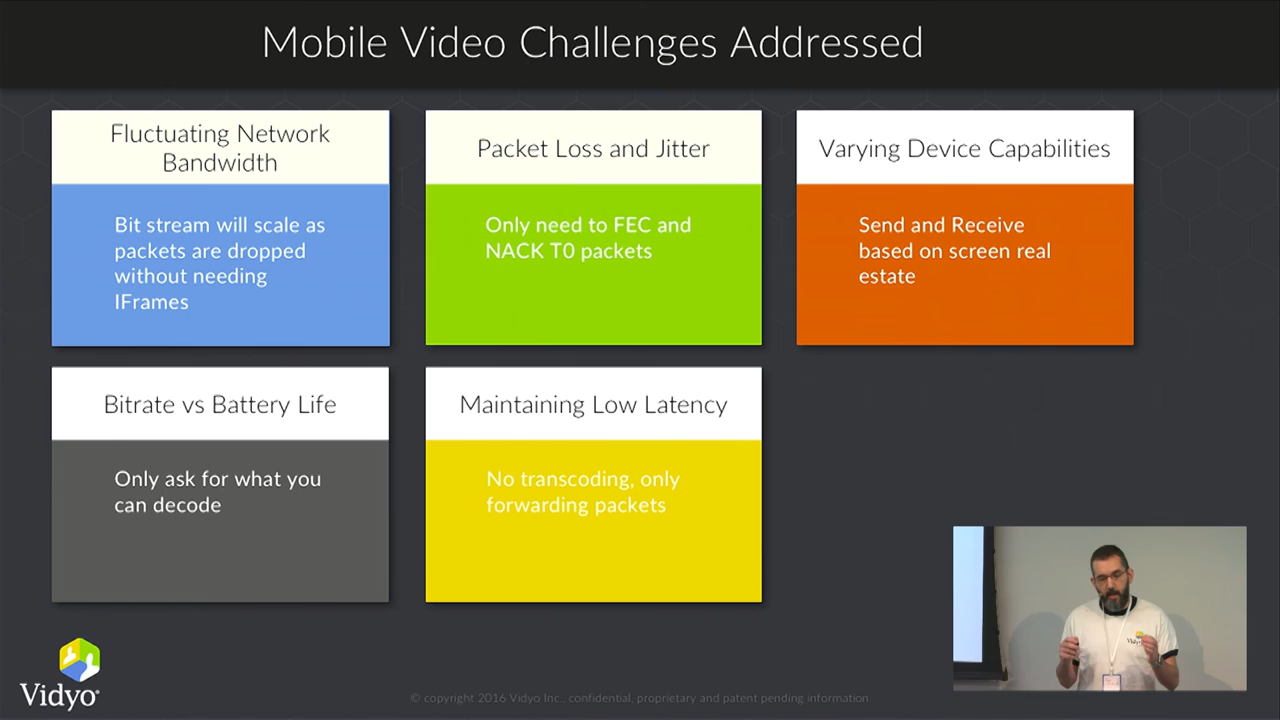 Mobile Video Challenges Addressed
Fluctuating Network
Bandwidth
Bit stream will scale as
packets are dropped
without needing
IFrames
Packet Loss and Jitter
Only need to FEC and
NACK T0 packets
Varying Device Capabilities
Send and Receive
based on screen real
estate
Bitrate vs Battery Life
Only ask for what you
can decode
Maintaining Low Latency
No transcoding, only
forwarding packets
Vidyo
Vidyo
© copyright 2016 Vidyo Inc., confidential, proprietary and patent pending information